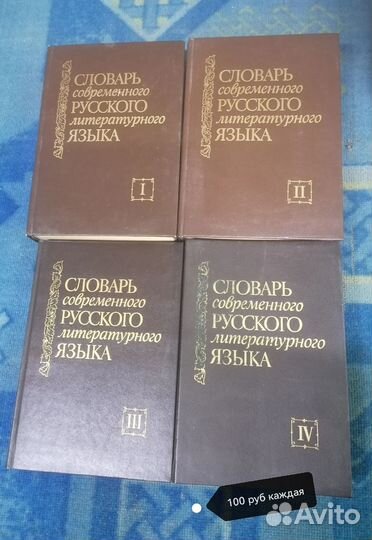 СЛОВАРЬ
современного
РУССКОГО
литературного
ЯЗЫКА
I
СЛОВАРЬ
современного
РУССКОГО
литературного
ЯЗЫКА
II
СЛОВАРЬ
современного
РУССКОГО
литературного
ЯЗЫКА
III
СЛОВАРЬ
современного
РУССКОГО
литературного
ЯЗЫКА
IV
100 руб каждая
Avito